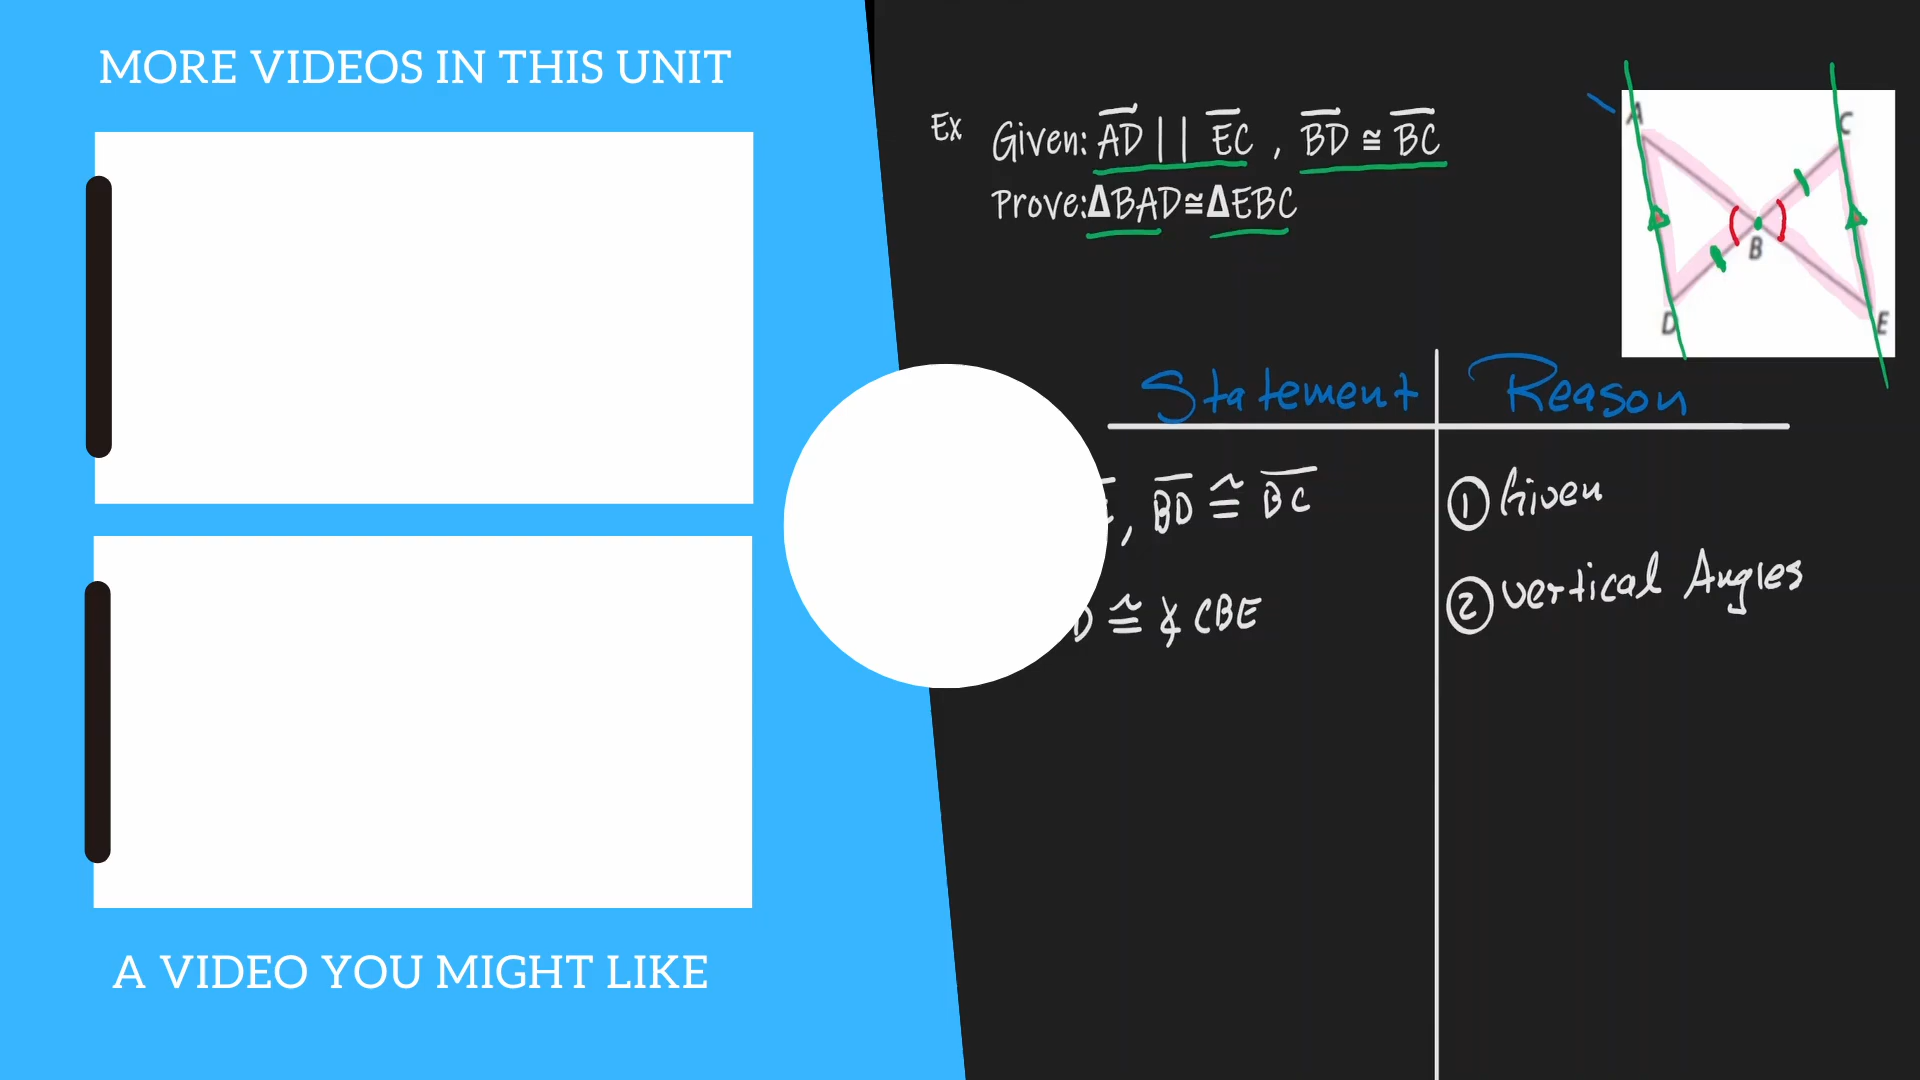 MORE VIDEOS IN THIS UNIT
A VIDEO YOU MIGHT LIKE
Ex Given: AD || EC , BD ≅ BC
Prove:ΔBAD≅ΔEBC
A
C
B
D
E
Statement Reason
, BD ≅ BC ① Given
D ≅ ∡ CBE ② vertical Angles